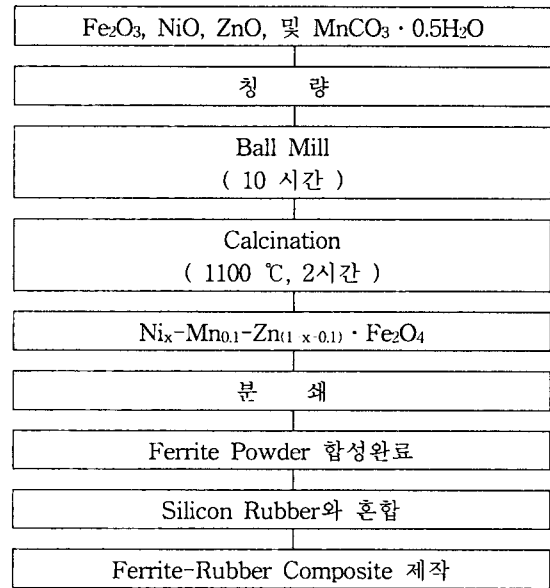 Fe₂O₃, NiO, ZnO, 및 MnCO₃ · 0.5H₂O
칭 량
Ball Mill
( 10 시간 )
Calcination
( 1100 ℃, 2시간 )
Niₓ-Mn₀.₁-Zn₍₁ ₓ₋₀.₁₎ · Fe₂O₄
분 쇄
Ferrite Powder 합성완료
Silicon Rubber와 혼합
Ferrite-Rubber Composite 제작